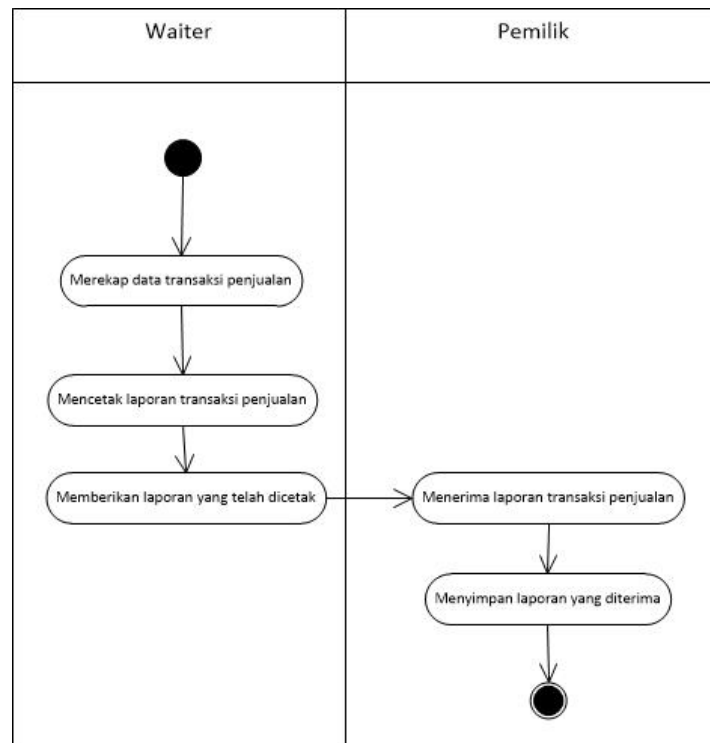 Waiter
Pemilik
Merekap data transaksi penjualan
Mencetak laporan transaksi penjualan
Memberikan laporan yang telah dicetak
Menerima laporan transaksi penjualan
Menyimpan laporan yang diterima